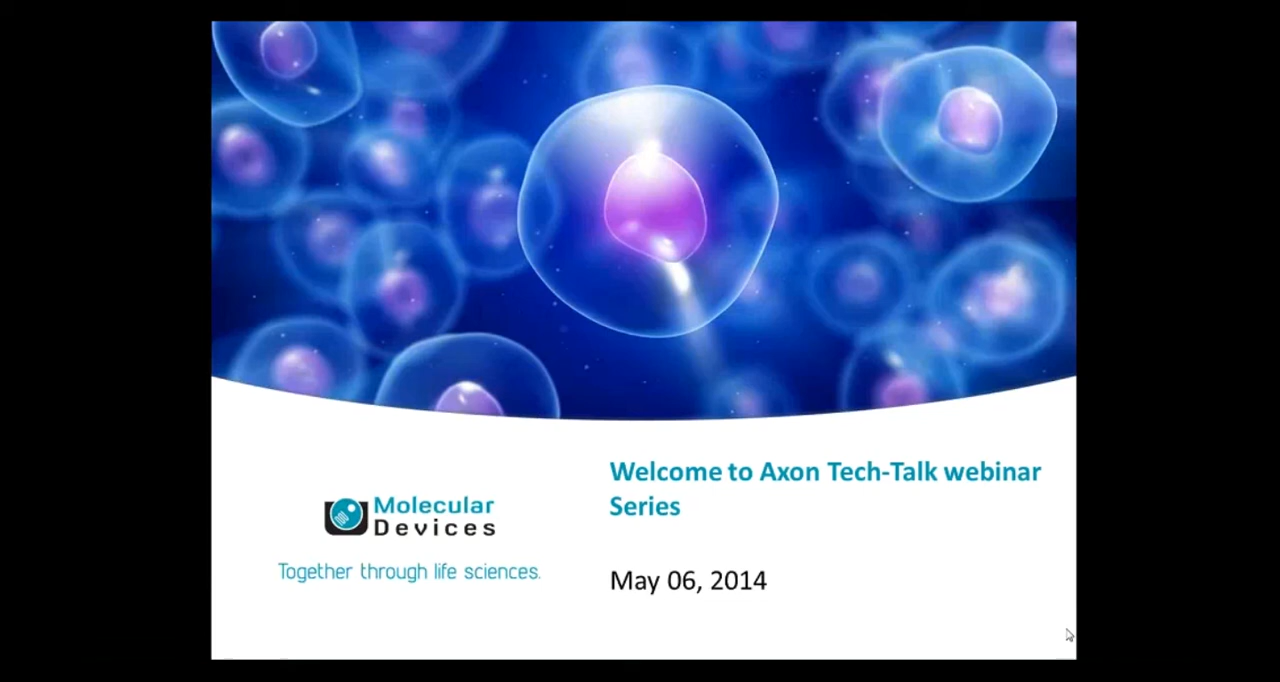 Welcome to Axon Tech-Talk webinar
Series
Molecular
Devices
Together through life sciences.
May 06, 2014